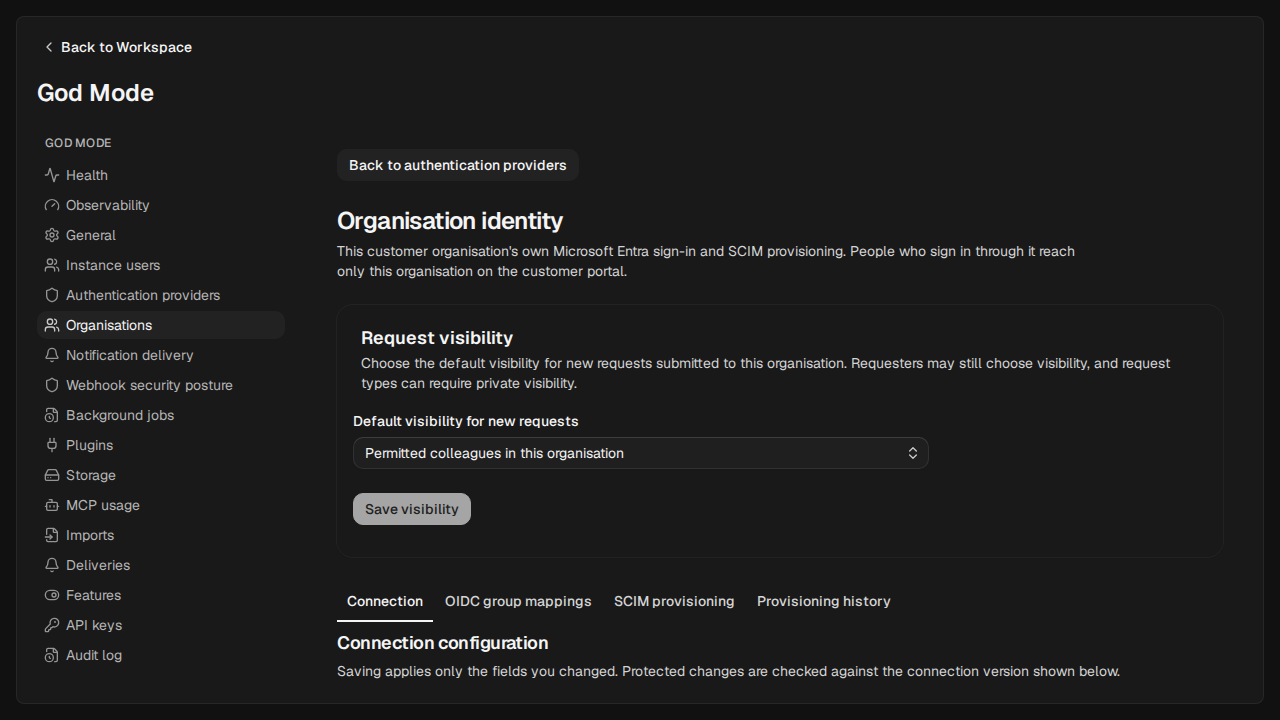 Back to Workspace
God Mode
GOD MODE
Health
Observability
General
Instance users
Authentication providers
Organisations
Notification delivery
Webhook security posture
Background jobs
Plugins
Storage
MCP usage
Imports
Deliveries
Features
API keys
Audit log
Back to authentication providers
Organisation identity
This customer organisation's own Microsoft Entra sign-in and SCIM provisioning. People who sign in through it reach
only this organisation on the customer portal.
Request visibility
Choose the default visibility for new requests submitted to this organisation. Requesters may still choose visibility, and request
types can require private visibility.
Default visibility for new requests
Permitted colleagues in this organisation
Save visibility
Connection OIDC group mappings SCIM provisioning Provisioning history
Connection configuration
Saving applies only the fields you changed. Protected changes are checked against the connection version shown below.